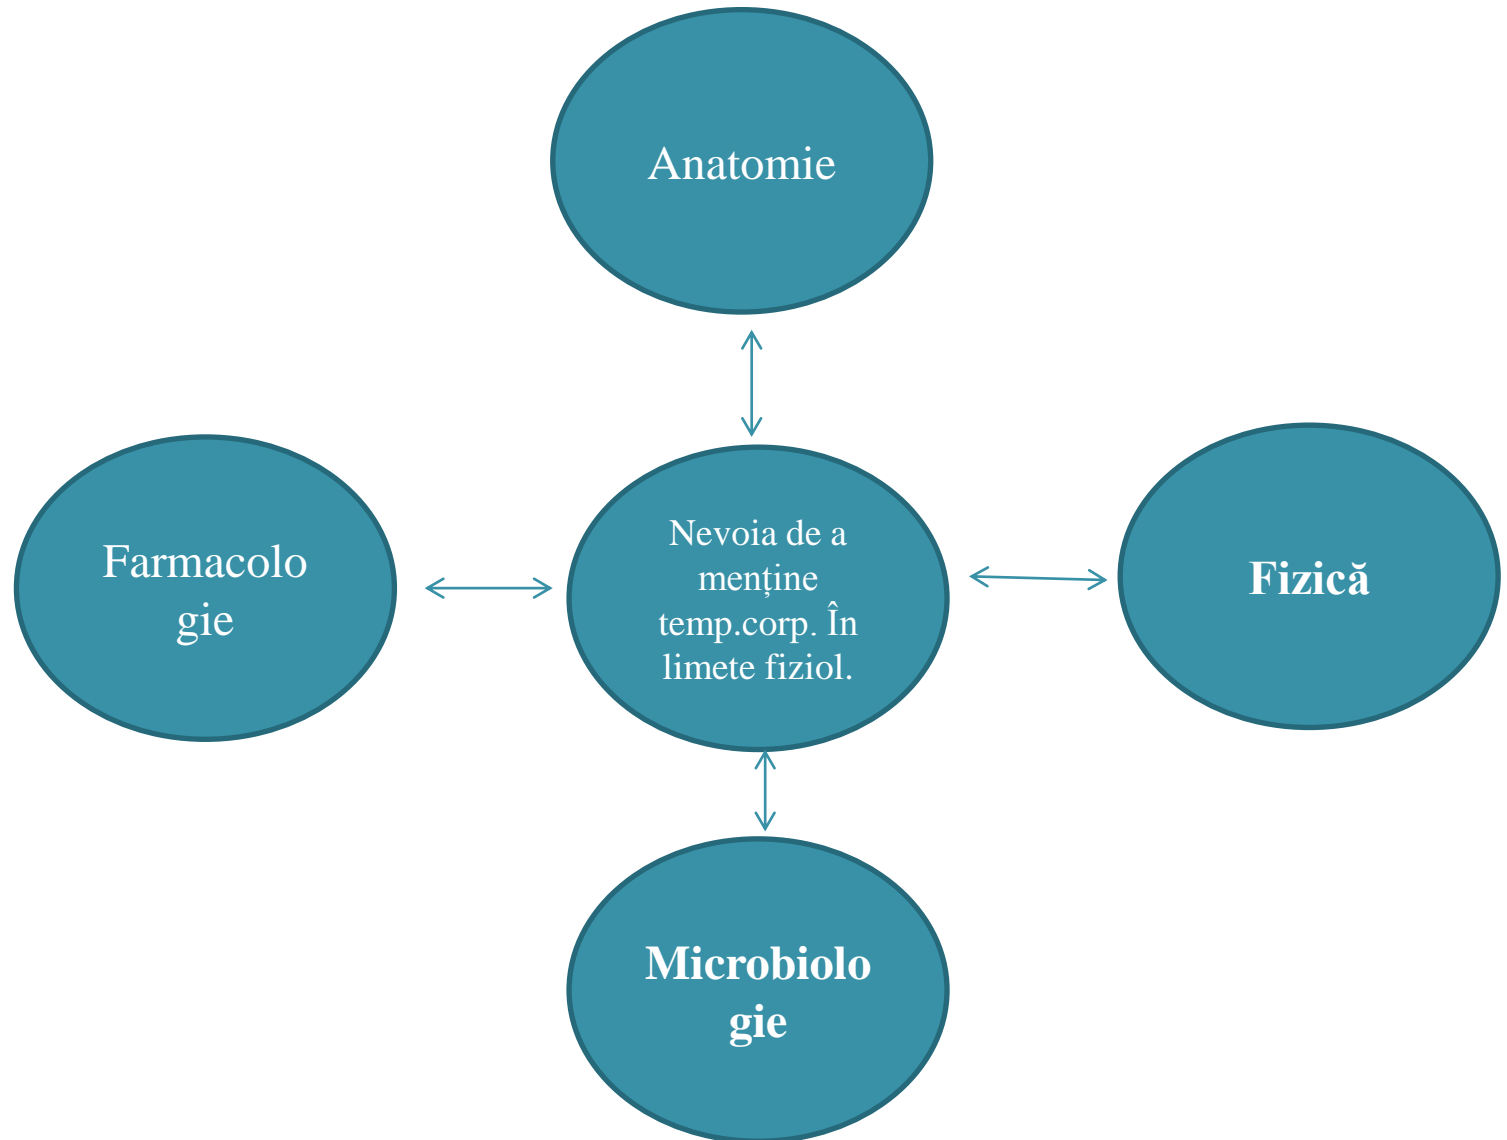 Anatomie
Farmacolo
gie
Nevoia de a
menține
temp.corp. În
limete fiziol.
Fizică
Microbiolo
gie